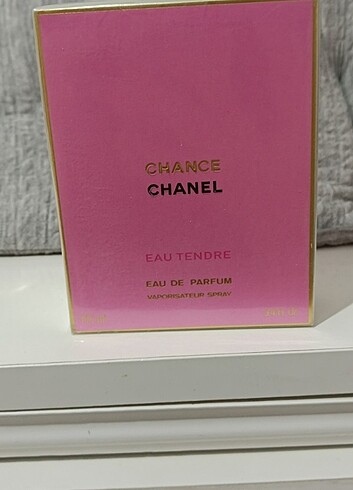 CHANCE
CHANEL
EAU TENDRE
EAU DE PARFUM
VAPORISATEUR SPRAY